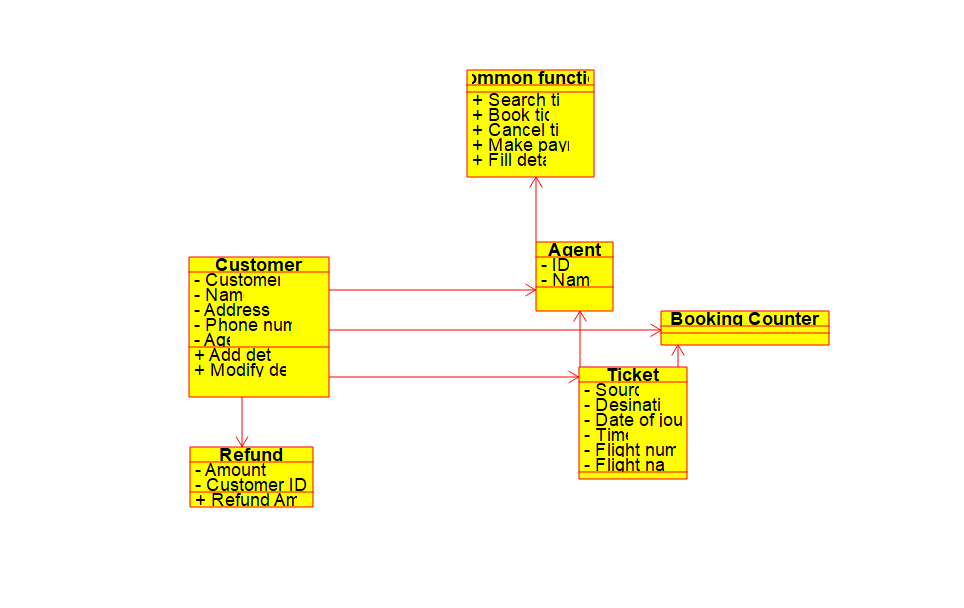 ommon functi
+ Search ti
+ Book tic
+ Cancel ti
+ Make payı
+ Fill deta
Agent
- ID
- Nam
Customer
- Customer
- Nam
- Address
- Phone num
- Age
+ Add det
+ Modify de
Booking Counter
Ticket
- Sourc
- Desinati
- Date of jou
- Time
- Flight num
- Flight na
Refund
- Amount
- Customer ID
+ Refund Am